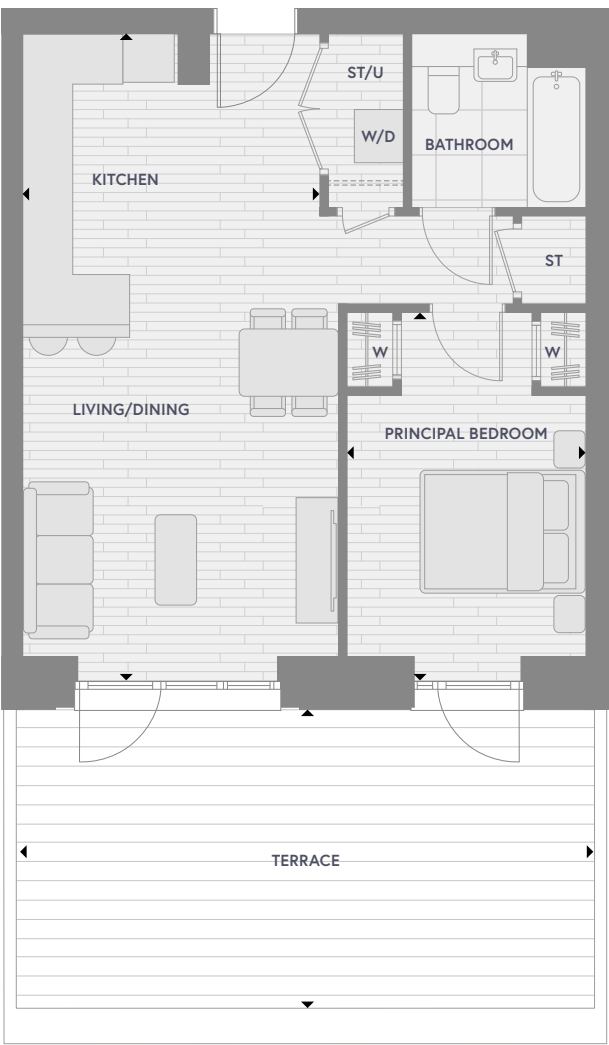 ST/U
W/D
BATHROOM
KITCHEN
ST
W
W
LIVING/DINING
PRINCIPAL BEDROOM
TERRACE